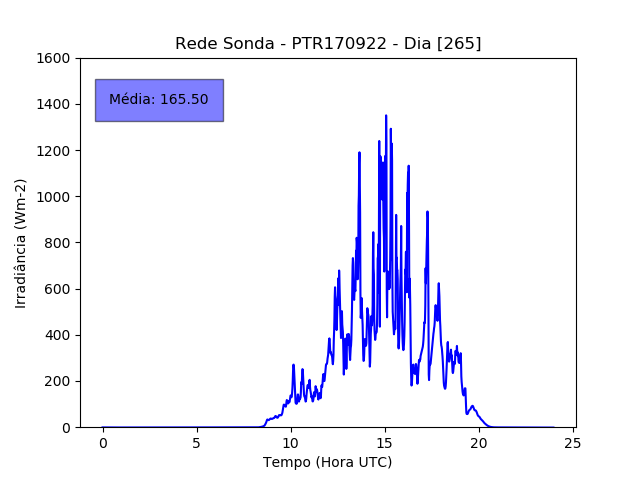 Rede Sonda - PTR170922 - Dia [265]
1600
1400
1200
1000
800
600
400
200
0
Média: 165.50
Irradiância (Wm-2)
0 5 10 15 20 25
Tempo (Hora UTC)